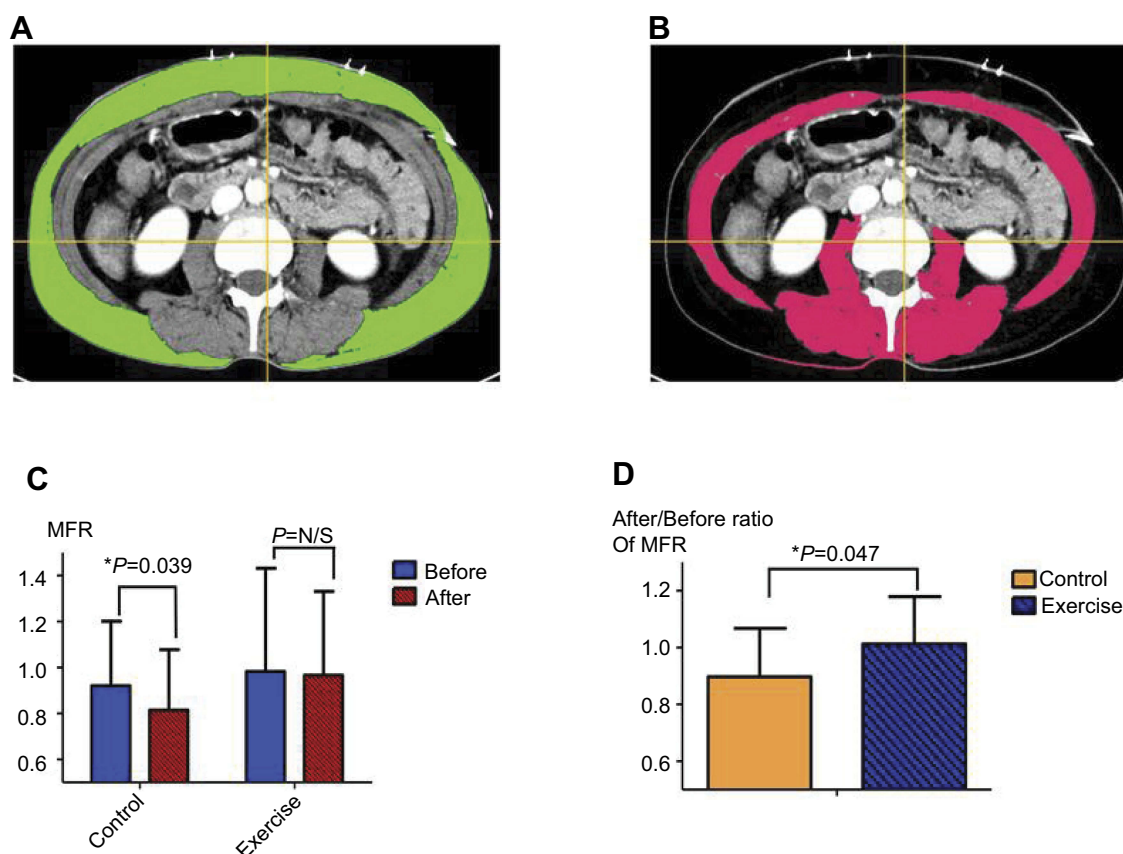 A
B
C
MFR
*P=0.039
P=N/S
Before
After
1.4
1.2
1.0
0.8
0.6
Control
Exercise
D
After/Before ratio
Of MFR
*P=0.047
Control
Exercise
1.2
1.0
0.8
0.6